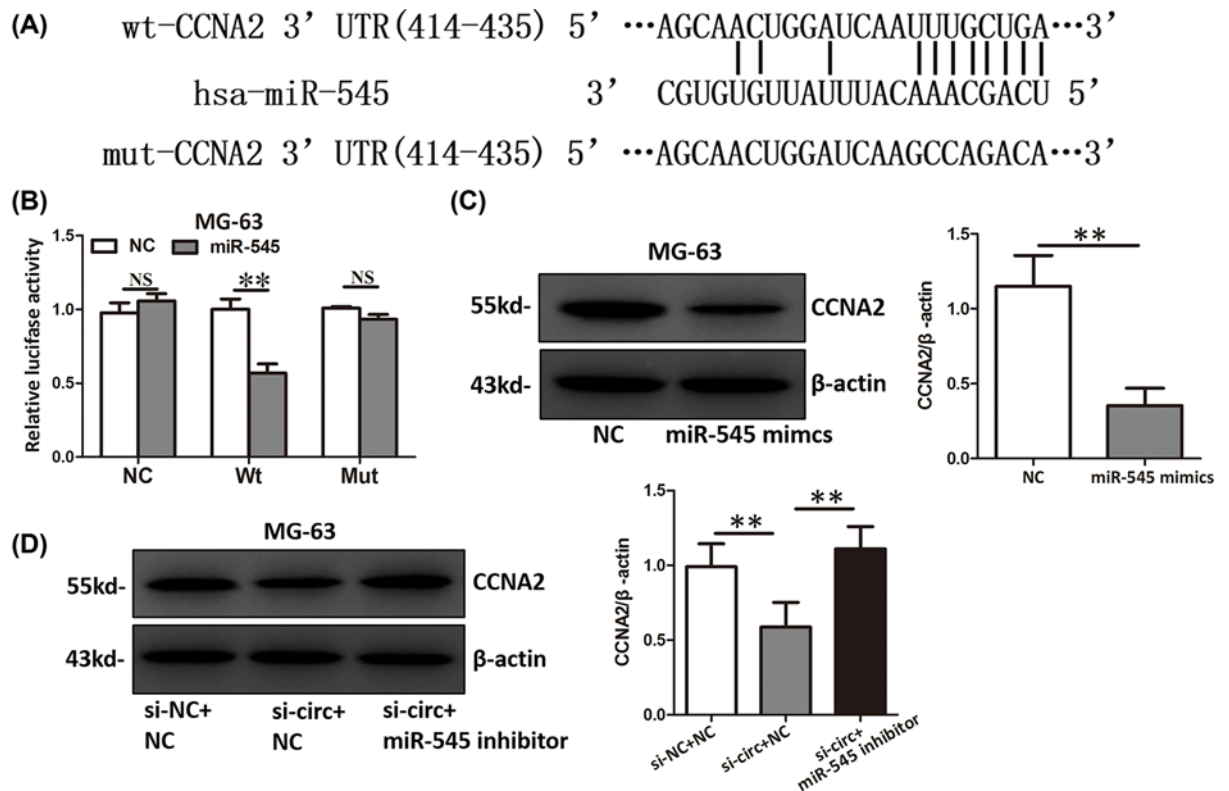 (A)
wt-CCNA2 3' UTR(414-435) 5' ···AGCAACUGGAUCAAUUUGCUGA···3'
hsa-miR-545 3' CGUGUGUUAUUUACAAACGACU 5'
mut-CCNA2 3' UTR(414-435) 5' ···AGCAACUGGAUCAAGCCAGACA···3'
(B)
MG-63
NC miR-545
Relative lucifase activity
1.5
1.0
0.5
0.0
NS
**
NS
NC Wt Mut
(C)
MG-63
55kd- CCNA2
43kd- β-actin
NC miR-545 mimcs
CCNA2/β -actin
1.5
1.0
0.5
0.0
**
NC miR-545 mimics
(D)
MG-63
55kd- CCNA2
43kd- β-actin
si-NC+ si-circ+ si-circ+
NC NC miR-545 inhibitor
CCNA2/β -actin
1.5
1.0
0.5
0.0
**
**
si-NC+NC
si-circ+NC
si-circ+
miR-545 inhibitor